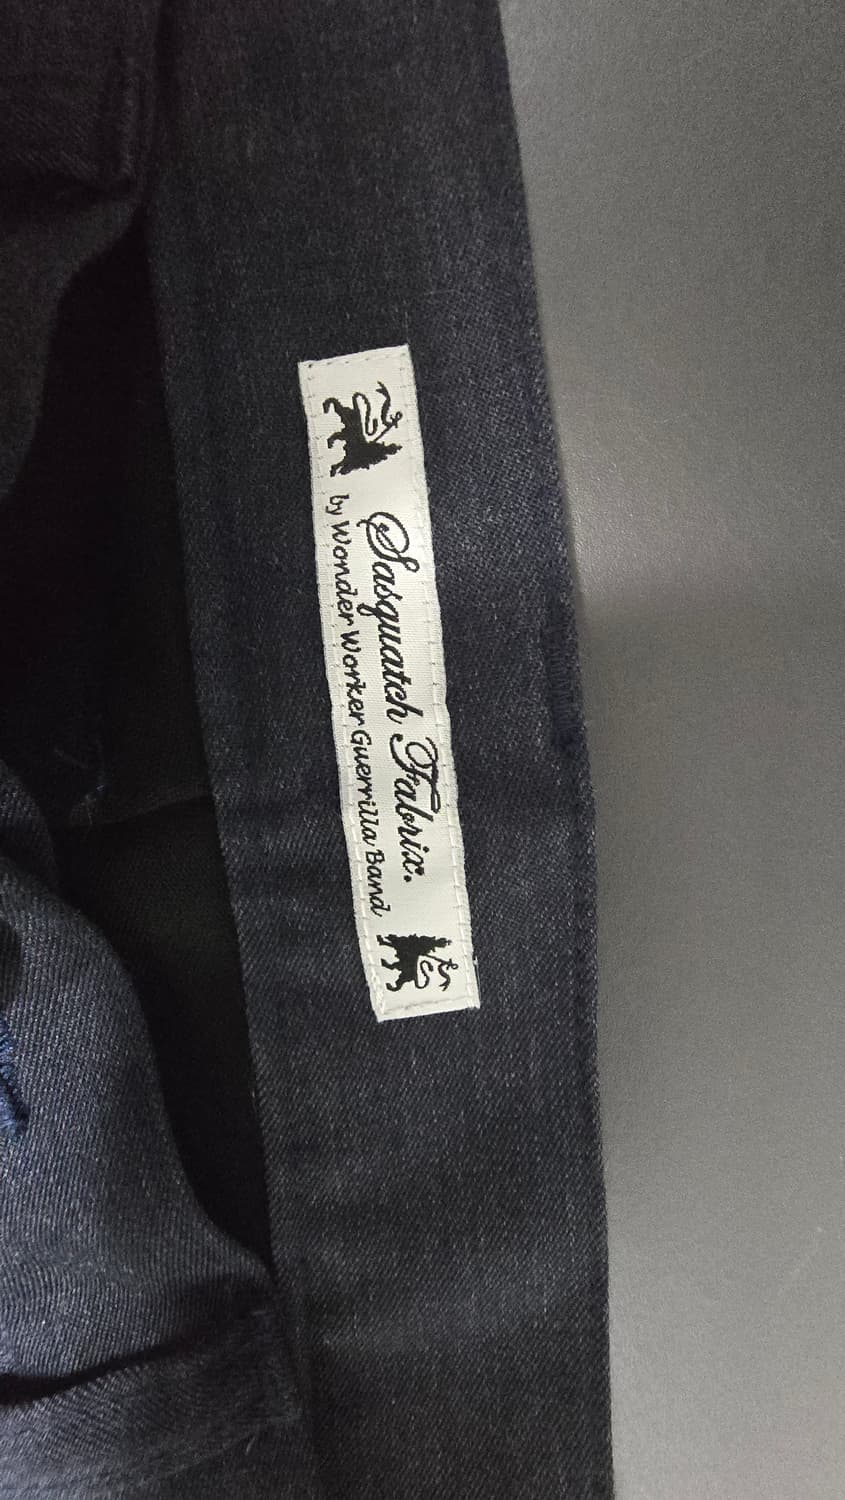 Sasquatch Fabrix.
by Wonder Worker Guerrilla Band